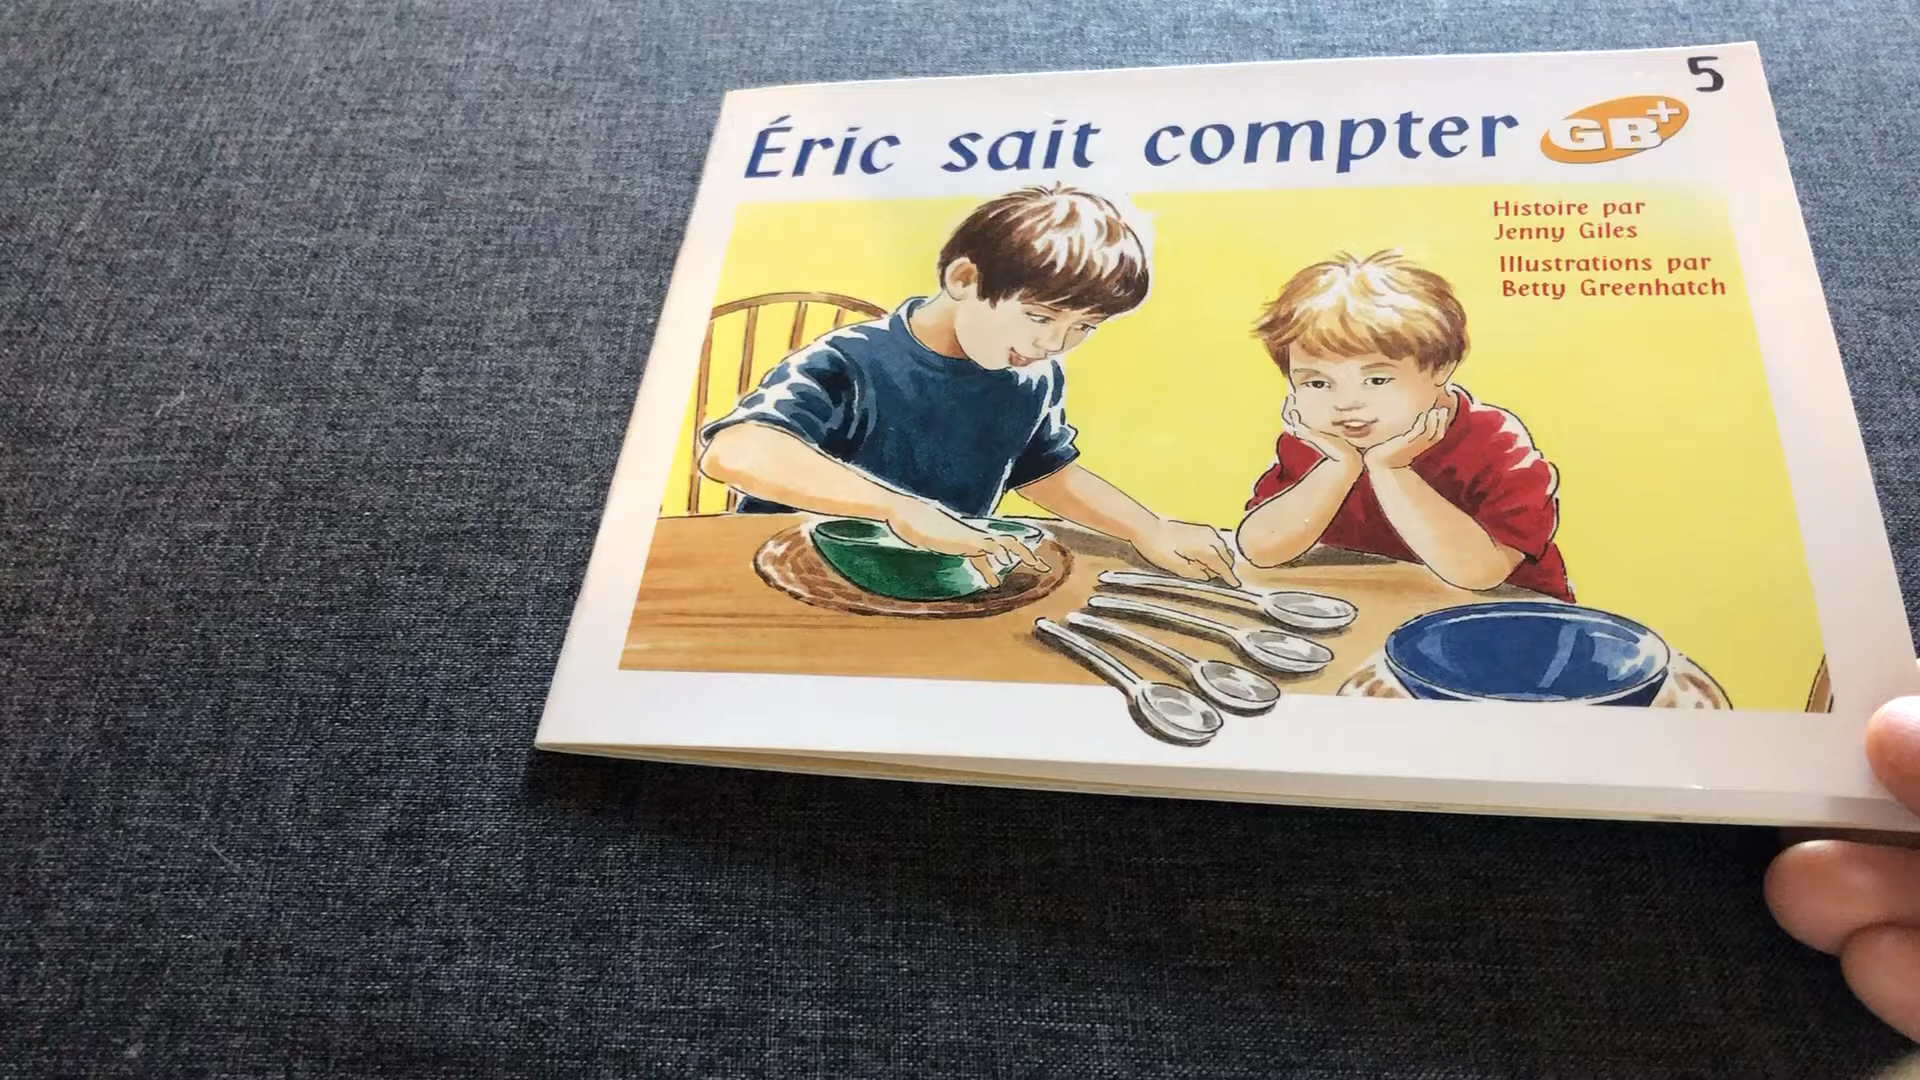 5
Éric sait compter
GB+
Histoire par
Jenny Giles
Illustrations par
Betty Greenhatch